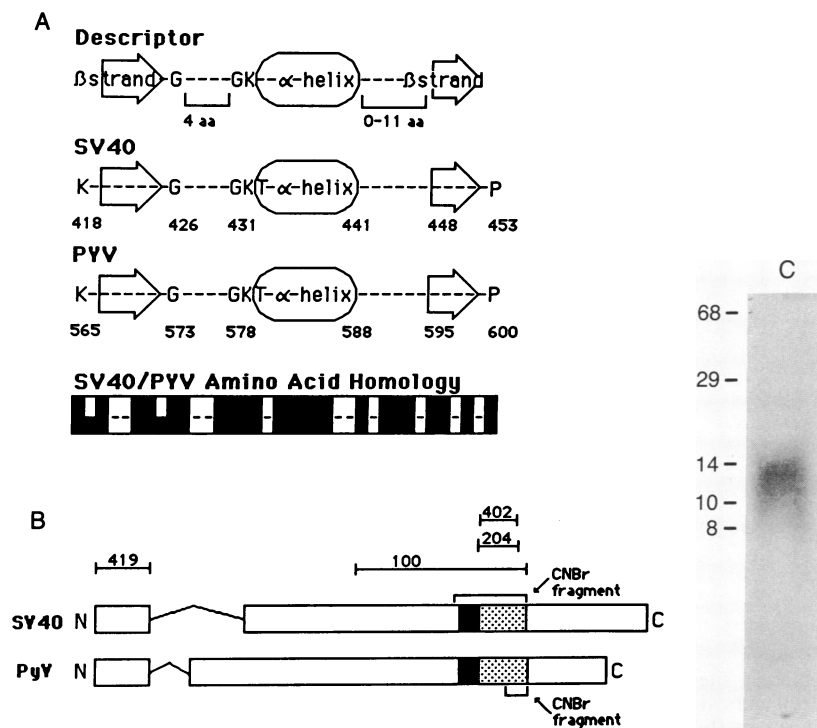 A
Descriptor
ßstrand G GK α-helix ßstrand
4 aa 0-11 aa
SV40
K G GKT-α-helix P
418 426 431 441 448 453
PYV
K G GKT-α-helix P
565 573 578 588 595 600
SV40/PYV Amino Acid Homology
B
402
204
419 100
CNBr
fragment
SV40 N C
PyV N C
CNBr
fragment
C
68
29
14
10
8